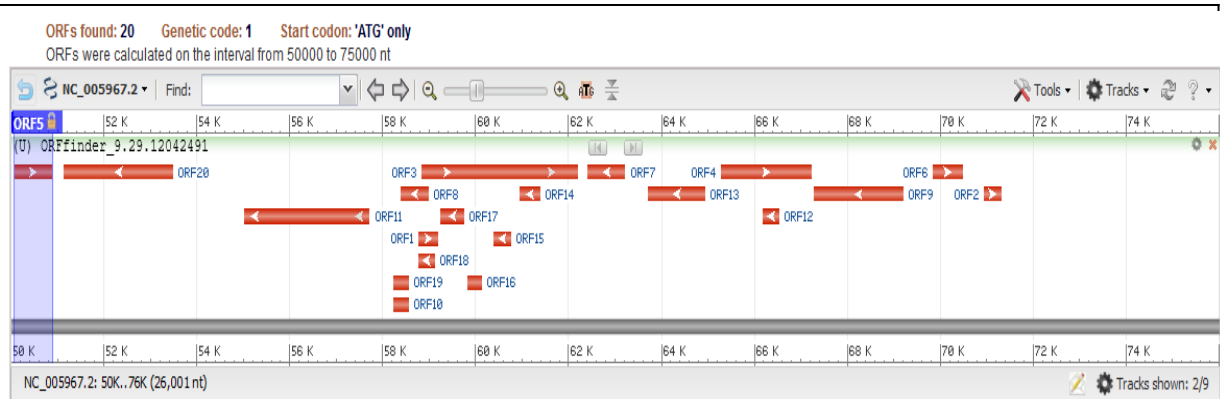 ORFs found: 20 Genetic code: 1 Start codon: 'ATG' only
ORFs were calculated on the interval from 50000 to 75000 nt
NC_005967.2 Find: ATG Tools Tracks ?
ORF5 52 K 54 K 56 K 58 K 60 K 62 K 64 K 66 K 68 K 70 K 72 K 74 K
(U) ORFfinder_9.29.12042491
ORF20 ORF3 ORF7 ORF4 ORF6
ORF8 ORF14 ORF13 ORF9 ORF2
ORF11 ORF17 ORF12
ORF1 ORF15
ORF18
ORF19 ORF16
ORF10
50 K 52 K 54 K 56 K 58 K 60 K 62 K 64 K 66 K 68 K 70 K 72 K 74 K
NC_005967.2: 50K..76K (26,001 nt) Tracks shown: 2/9